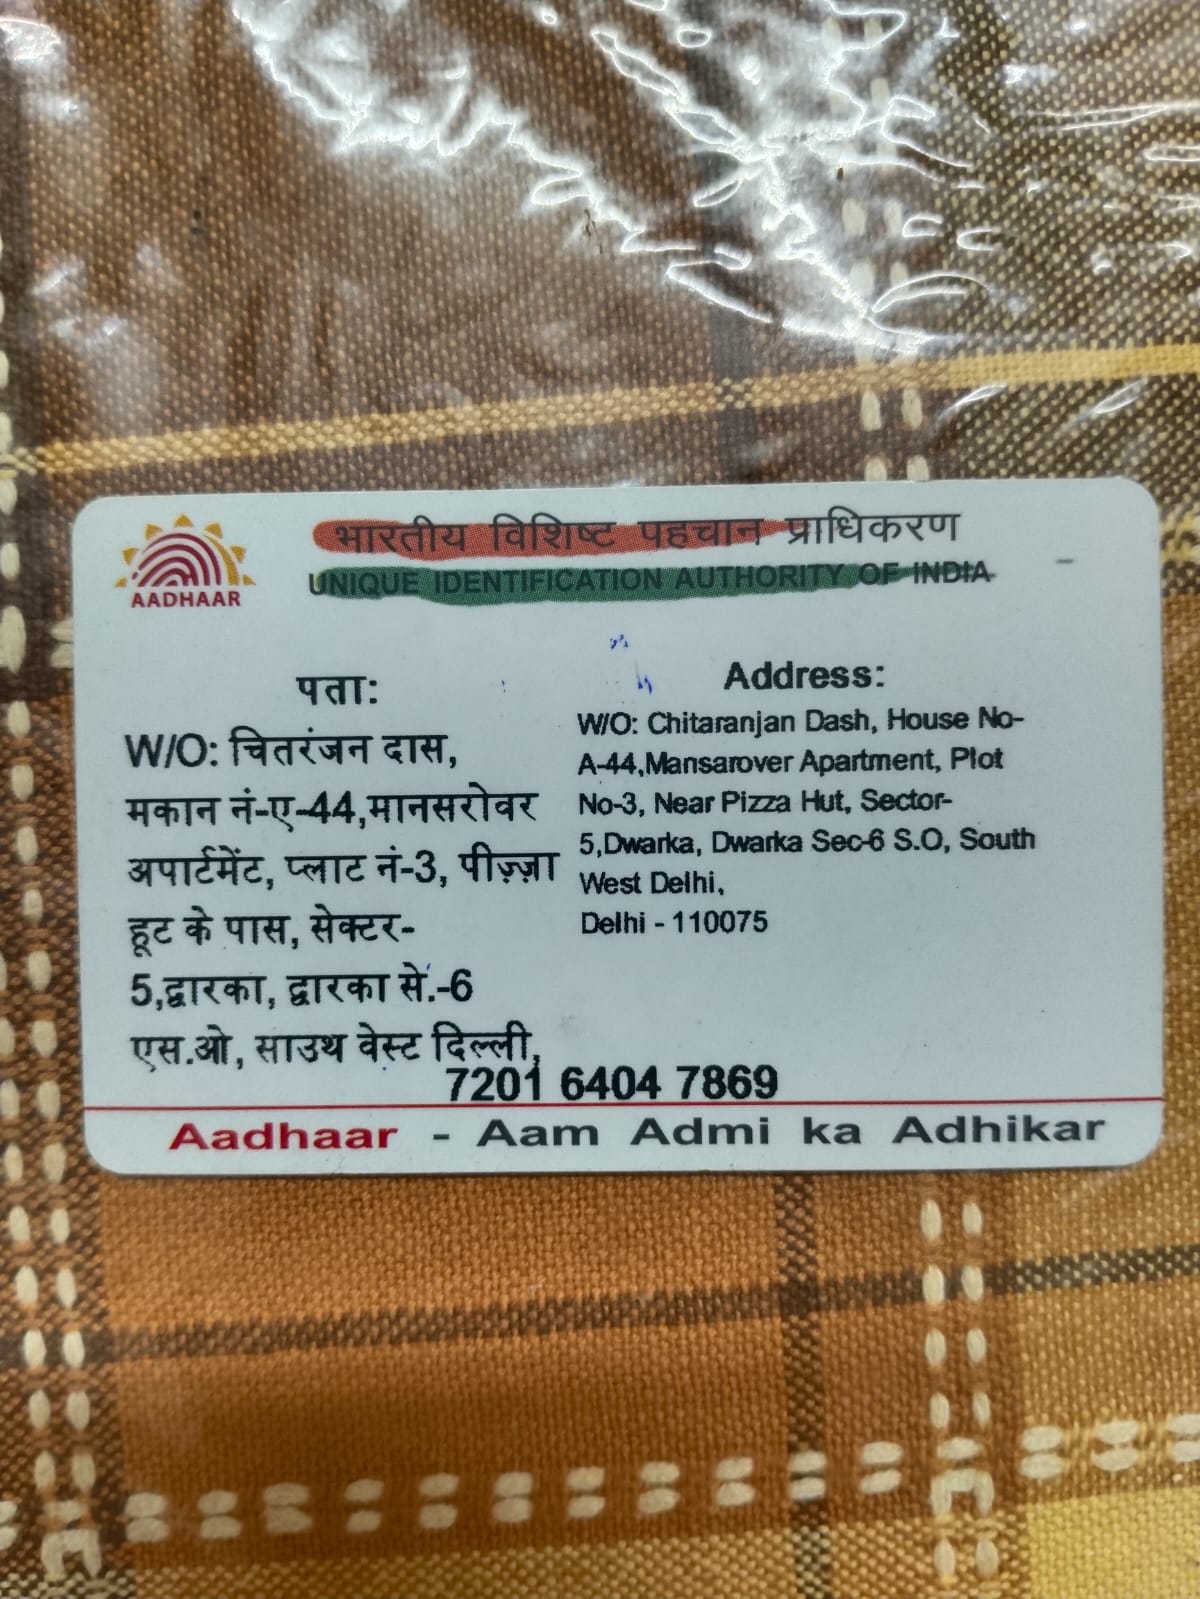 AADHAAR
भारतीय विशिष्ट पहचान प्राधिकरण
UNIQUE IDENTIFICATION AUTHORITY OF INDIA
पता:
W/O: चितरंजन दास,
मकान नं-ए-44,मानसरोवर
अपार्टमेंट, प्लाट नं-3, पीज़्ज़ा
हूट के पास, सेक्टर-
5,द्वारका, द्वारका से.-6
एस.ओ, साउथ वेस्ट दिल्ली,
Address:
W/O: Chitaranjan Dash, House No-
A-44,Mansarover Apartment, Plot
No-3, Near Pizza Hut, Sector-
5,Dwarka, Dwarka Sec-6 S.O, South
West Delhi,
Delhi - 110075
7201 6404 7869
Aadhaar - Aam Admi ka Adhikar